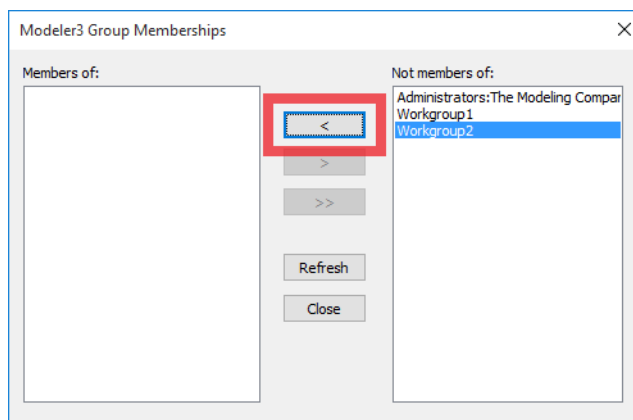 Modeler3 Group Memberships
Members of:
Not members of:
<
>
>>
Refresh
Close
Administrators:The Modeling Compar
Workgroup1
Workgroup2